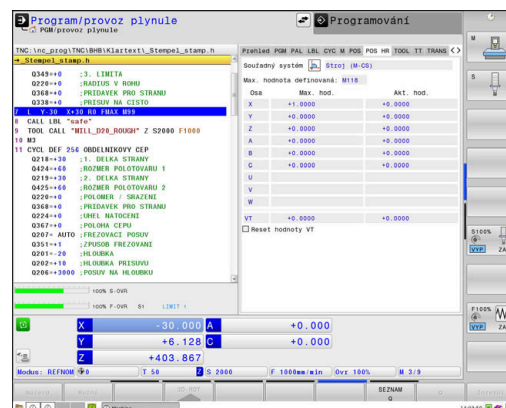 Program/provoz plynule
PGM/provoz plynule
Programování
TNC:\nc_prog\TNC\BHB\Klartext\_Stempel_stamp.h
→_Stempel_stamp.h
Q349=+0 ;3. LIMITA
Q220=+0 ;RADIUS V ROHU
Q368=+0 ;PRIDAVEK PRO STRANU
Q338=+0 ;PRISUV NA CISTO
7 L Y-30 X+30 R0 FMAX M99
8 CALL LBL "safe"
9 TOOL CALL "MILL_D20_ROUGH" Z S2000 F1000
10 M3
11 CYCL DEF 256 OBDELNIKOVY CEP
Q218=+30 ;1. DELKA STRANY
Q424=+60 ;ROZMER POLOTOVARU 1
Q219=+30 ;2. DELKA STRANY
Q425=+60 ;ROZMER POLOTOVARU 2
Q220=+0 ;POLOMER / SRAZENI
Q368=+0 ;PRIDAVEK PRO STRANU
Q224=+0 ;UHEL NATOCENI
Q367=+0 ;POLOHA CEPU
Q207= AUTO ;FREZOVACI POSUV
Q351=+1 ;ZPUSOB FREZOVANI
Q201=-20 ;HLOUBKA
Q202=+10 ;HLOUBKA PRISUVU
Q206=+3000 ;POSUV NA HLOUBKU
Prehled PGM PAL LBL CYC M POS POS HR TOOL TT TRANS
Souřadný systém Stroj (M-CS)
Max. hodnota definovaná: M118
Osa Max. hod. Akt. hod.
X +1.0000 +0.0000
Y +0.0000 +0.0000
Z +0.0000 +0.0000
A +0.0000 +0.0000
B +0.0000 +0.0000
C +0.0000 +0.0000
U
V
W
VT +0.0000 +0.0000
Reset hodnoty VT
100% S-OVR
100% F-OVR S1 LIMIT 1
X -30.000 A +0.000
Y +6.128 C +0.000
Z +403.867
Modus: REFNOM 0 T 50 Z S 2000 F 1000mm/min Ovr 100% M 3/9
3D-ROT
SEZNAM
Q
M
S
S100%
VYP ZA
F100%
VYP ZA